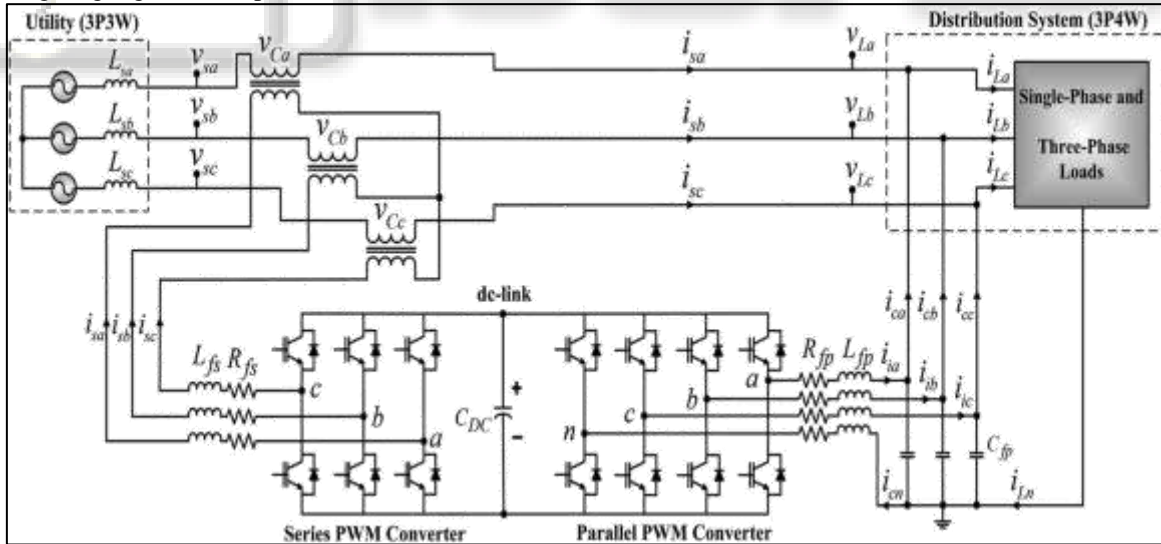 Utility (3P3W)
Distribution System (3P4W)
v_Ca
v_sa
L_sa
i_sa
v_La
i_La
Single-Phase and
v_sb
L_sb
v_Cb
i_sb
v_Lb
i_Lb
Three-Phase
v_sc
L_sc
i_sc
v_Lc
i_Lc
Loads
v_Cc
dc-link
i_sa i_sb i_sc
i_ca i_cb i_cc
L_fs R_fs
R_fp L_fp i_ia
c
a
i_ib
b
C_DC
+
-
b
c
i_ic
a
n
C_fp
i_cn
i_Ln
Series PWM Converter
Parallel PWM Converter